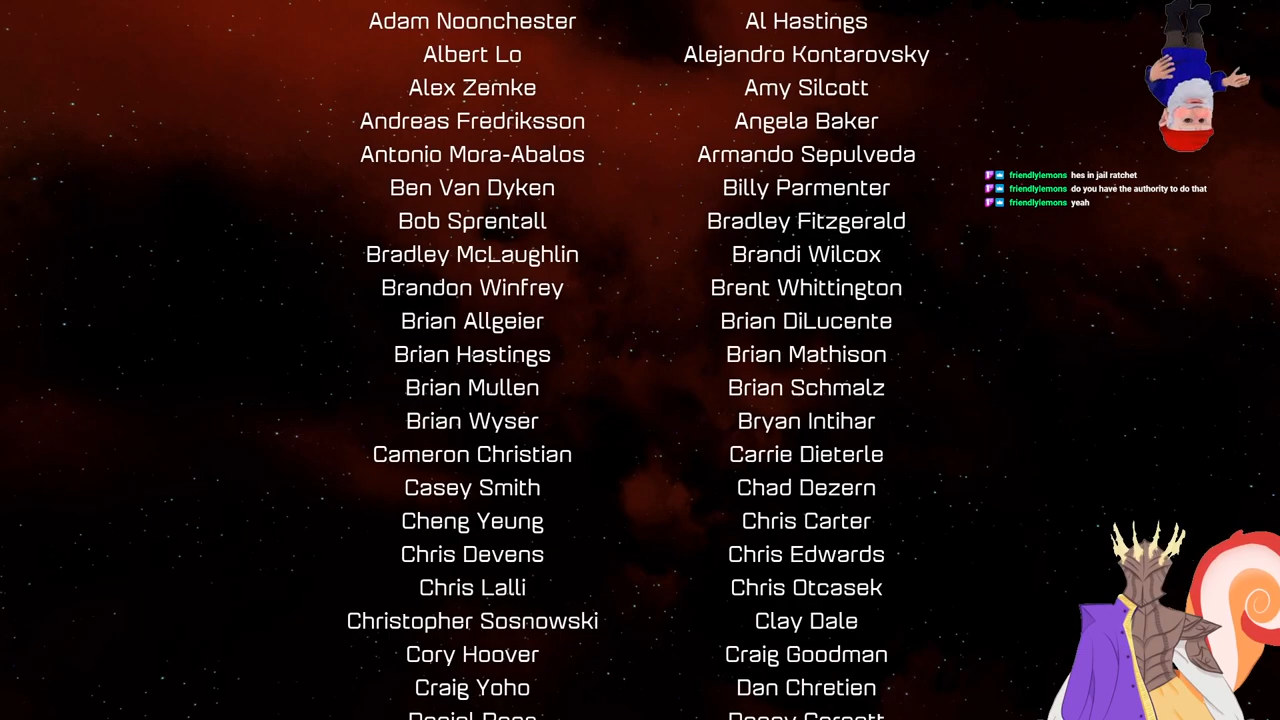 Adam Noonchester
Al Hastings
Albert Lo
Alejandro Kontarovsky
Alex Zemke
Amy Silcott
Andreas Fredriksson
Angela Baker
Antonio Mora-Abalos
Armando Sepulveda
Ben Van Dyken
Billy Parmenter
Bob Sprentall
Bradley Fitzgerald
Bradley McLaughlin
Brandi Wilcox
Brandon Winfrey
Brent Whittington
Brian Allgeier
Brian DiLucente
Brian Hastings
Brian Mathison
Brian Mullen
Brian Schmalz
Brian Wyser
Bryan Intihar
Cameron Christian
Carrie Dieterle
Casey Smith
Chad Dezern
Cheng Yeung
Chris Carter
Chris Devens
Chris Edwards
Chris Lalli
Chris Otcasek
Christopher Sosnowski
Clay Dale
Cory Hoover
Craig Goodman
Craig Yoho
Dan Chretien
friendlylemons hes in jail ratchet
friendlylemons do you have the authority to do that
friendlylemons yeah